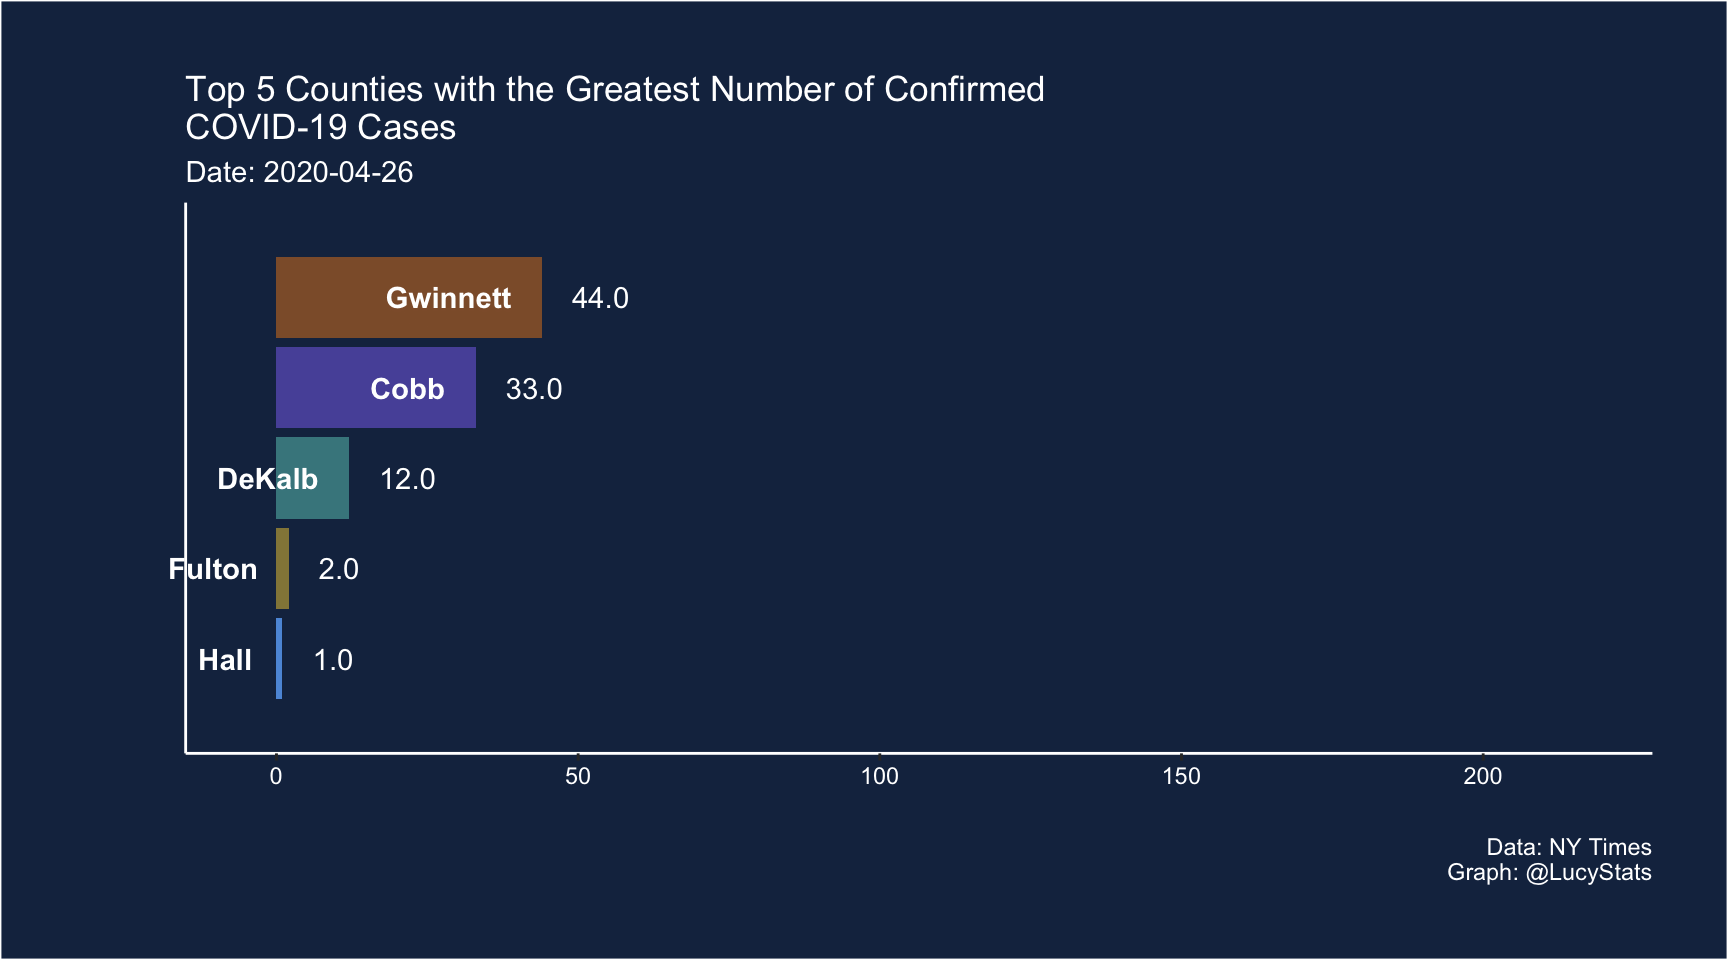 Top 5 Counties with the Greatest Number of Confirmed
COVID-19 Cases
Date: 2020-04-26
Gwinnett 44.0
Cobb 33.0
DeKalb 12.0
Fulton 2.0
Hall 1.0
0 50 100 150 200
Data: NY Times
Graph: @LucyStats